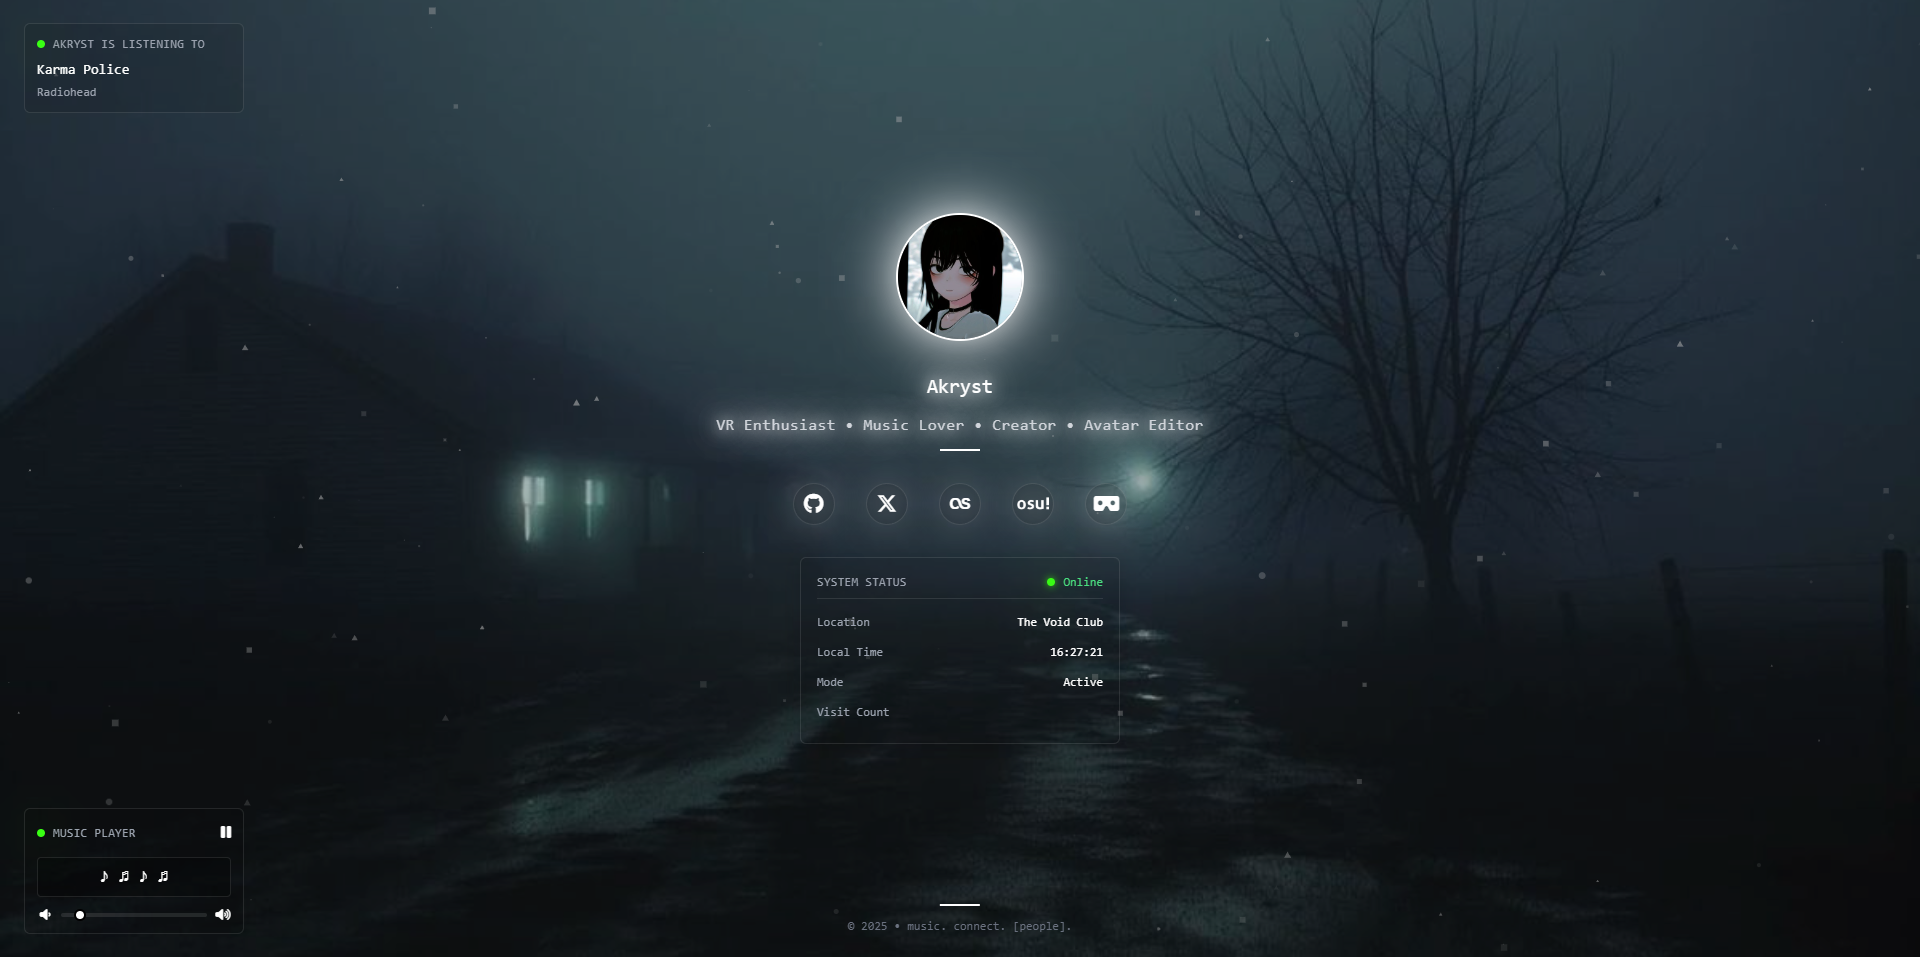 AKRYST IS LISTENING TO
Karma Police
Radiohead
Akryst
VR Enthusiast • Music Lover • Creator • Avatar Editor
osu!
SYSTEM STATUS
Online
Location
The Void Club
Local Time
16:27:21
Mode
Active
Visit Count
MUSIC PLAYER
♪ ♫ ♪ ♫
© 2025 • music. connect. [people].